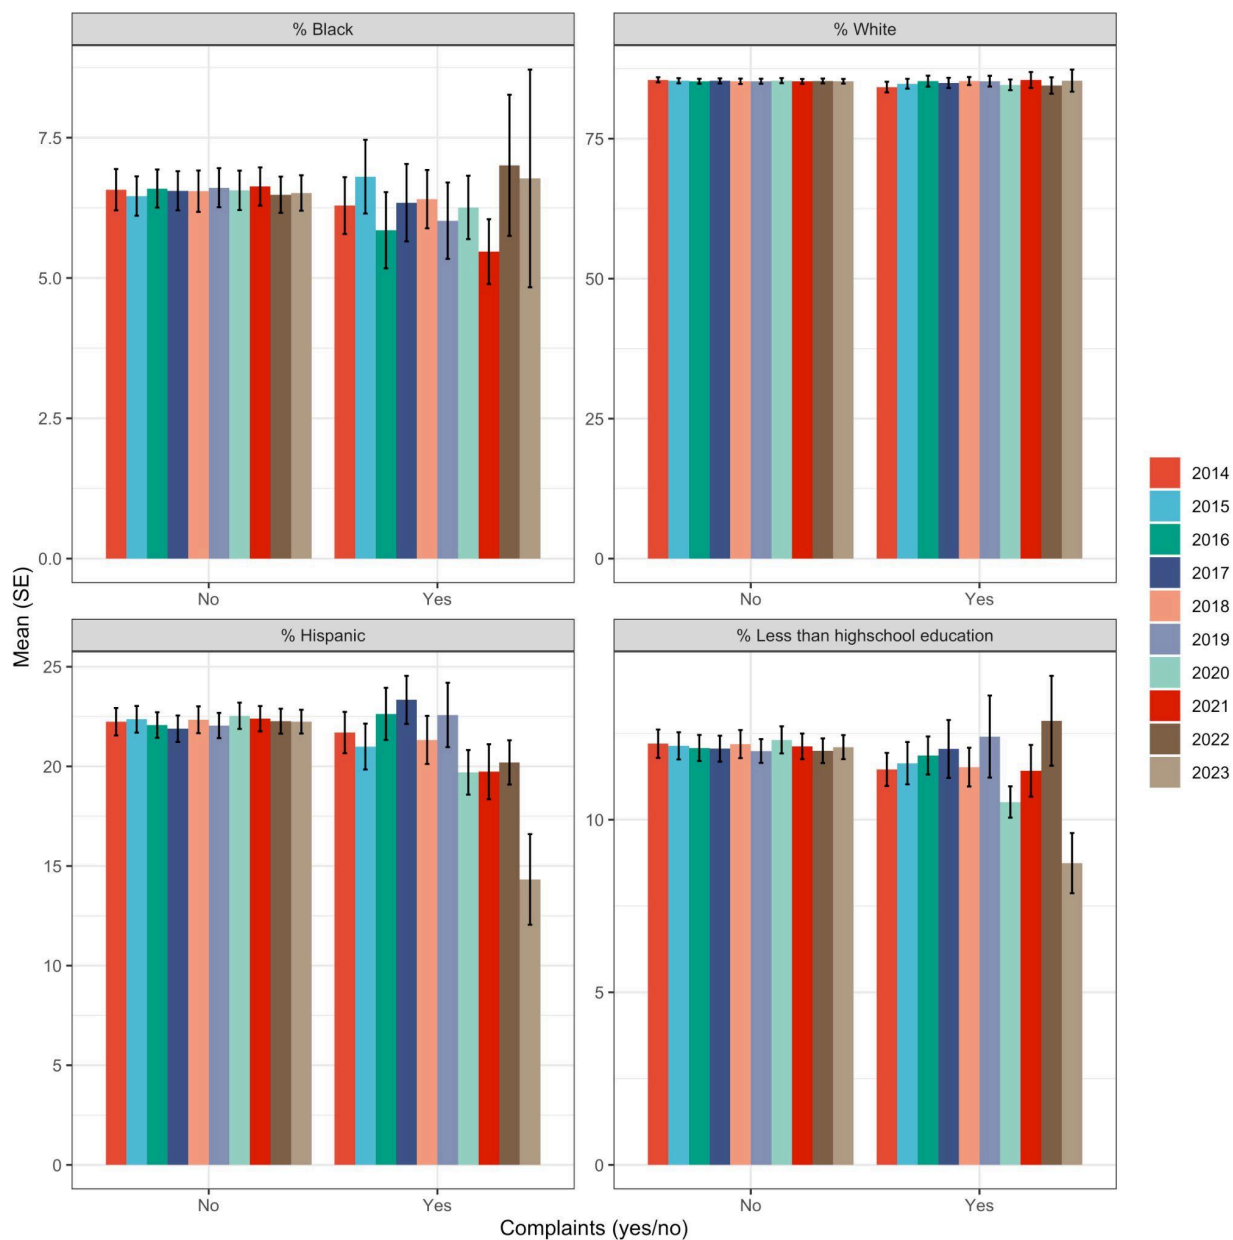 % Black
% White
7.5
5.0
2.5
0.0
75
50
25
0
No
Yes
No
Yes
% Hispanic
% Less than highschool education
25
20
15
10
5
0
10
5
0
No
Yes
No
Yes
Mean (SE)
Complaints (yes/no)
2014
2015
2016
2017
2018
2019
2020
2021
2022
2023